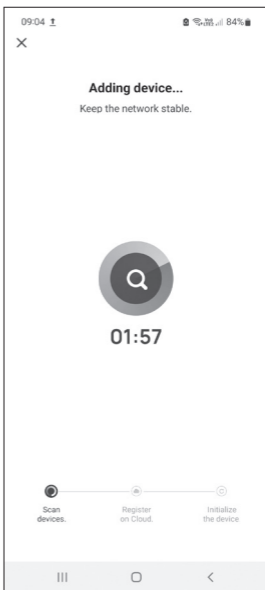 09:04
84%
Adding device...
Keep the network stable.
01:57
Scan
devices.
Register
on Cloud.
Initialize
the device